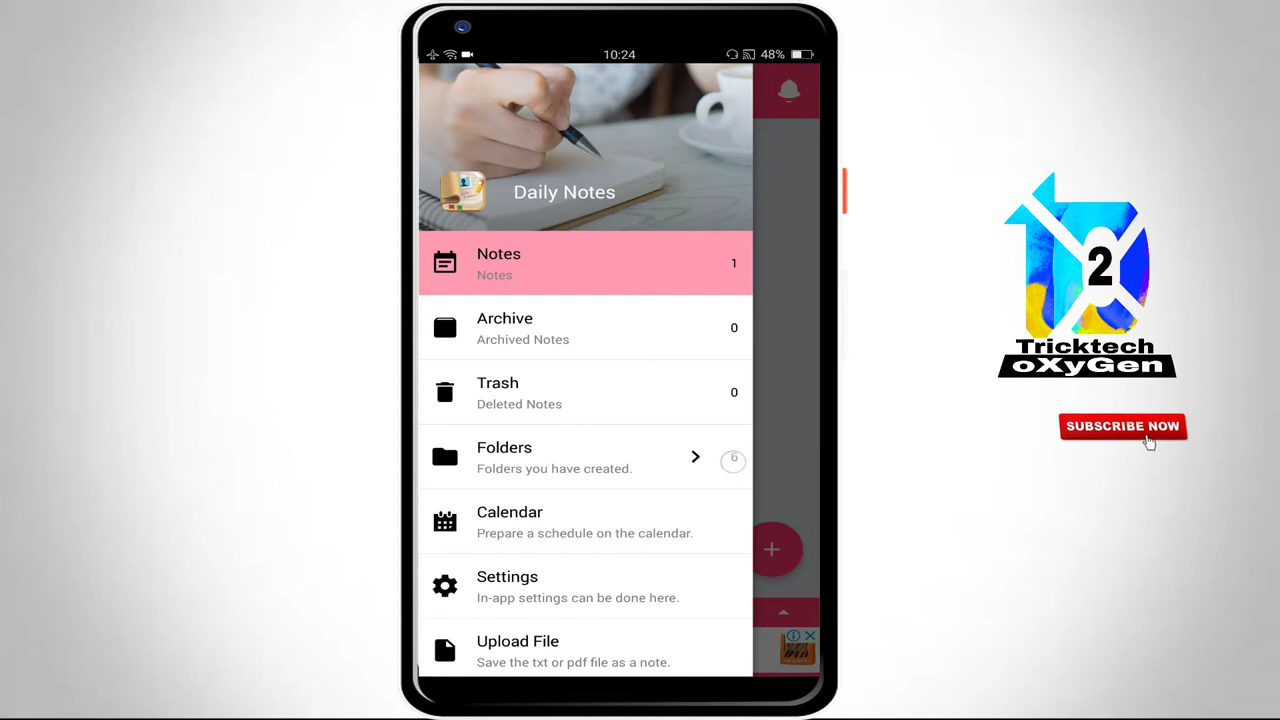 10:24
48%
Daily Notes
Notes
Notes
1
Archive
Archived Notes
0
Trash
Deleted Notes
0
Folders
Folders you have created.
6
Calendar
Prepare a schedule on the calendar.
Settings
In-app settings can be done here.
Upload File
Save the txt or pdf file as a note.
2
Tricktech
oXyGen
SUBSCRIBE NOW